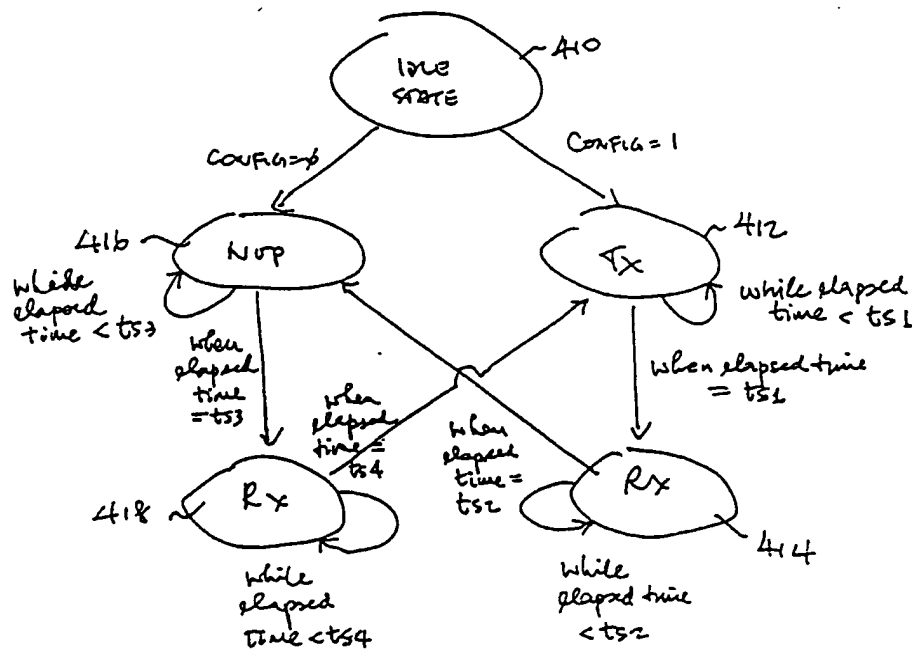 410
IDLE
STATE
CONFIG=0
CONFIG=1
416
NOP
412
TX
while
elapsed
time < ts3
while elapsed
time < ts1
when
elapsed
time
=ts3
when elapsed time
= ts1
when
elapsed
time =
ts4
when
elapsed
time =
ts2
418
RX
RX
414
while
elapsed
time < ts4
while
elapsed time
< ts2